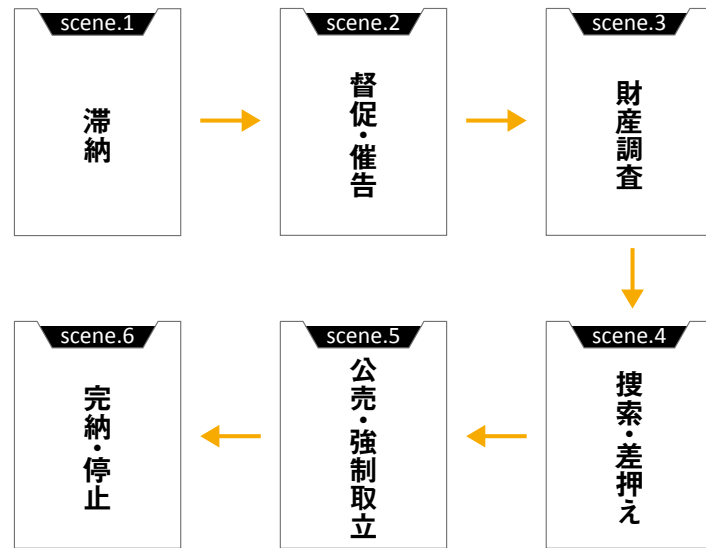 scene.1
滞納
scene.2
督促・催告
scene.3
財産調査
scene.4
捜索・差押え
scene.5
公売・強制取立
scene.6
完納・停止